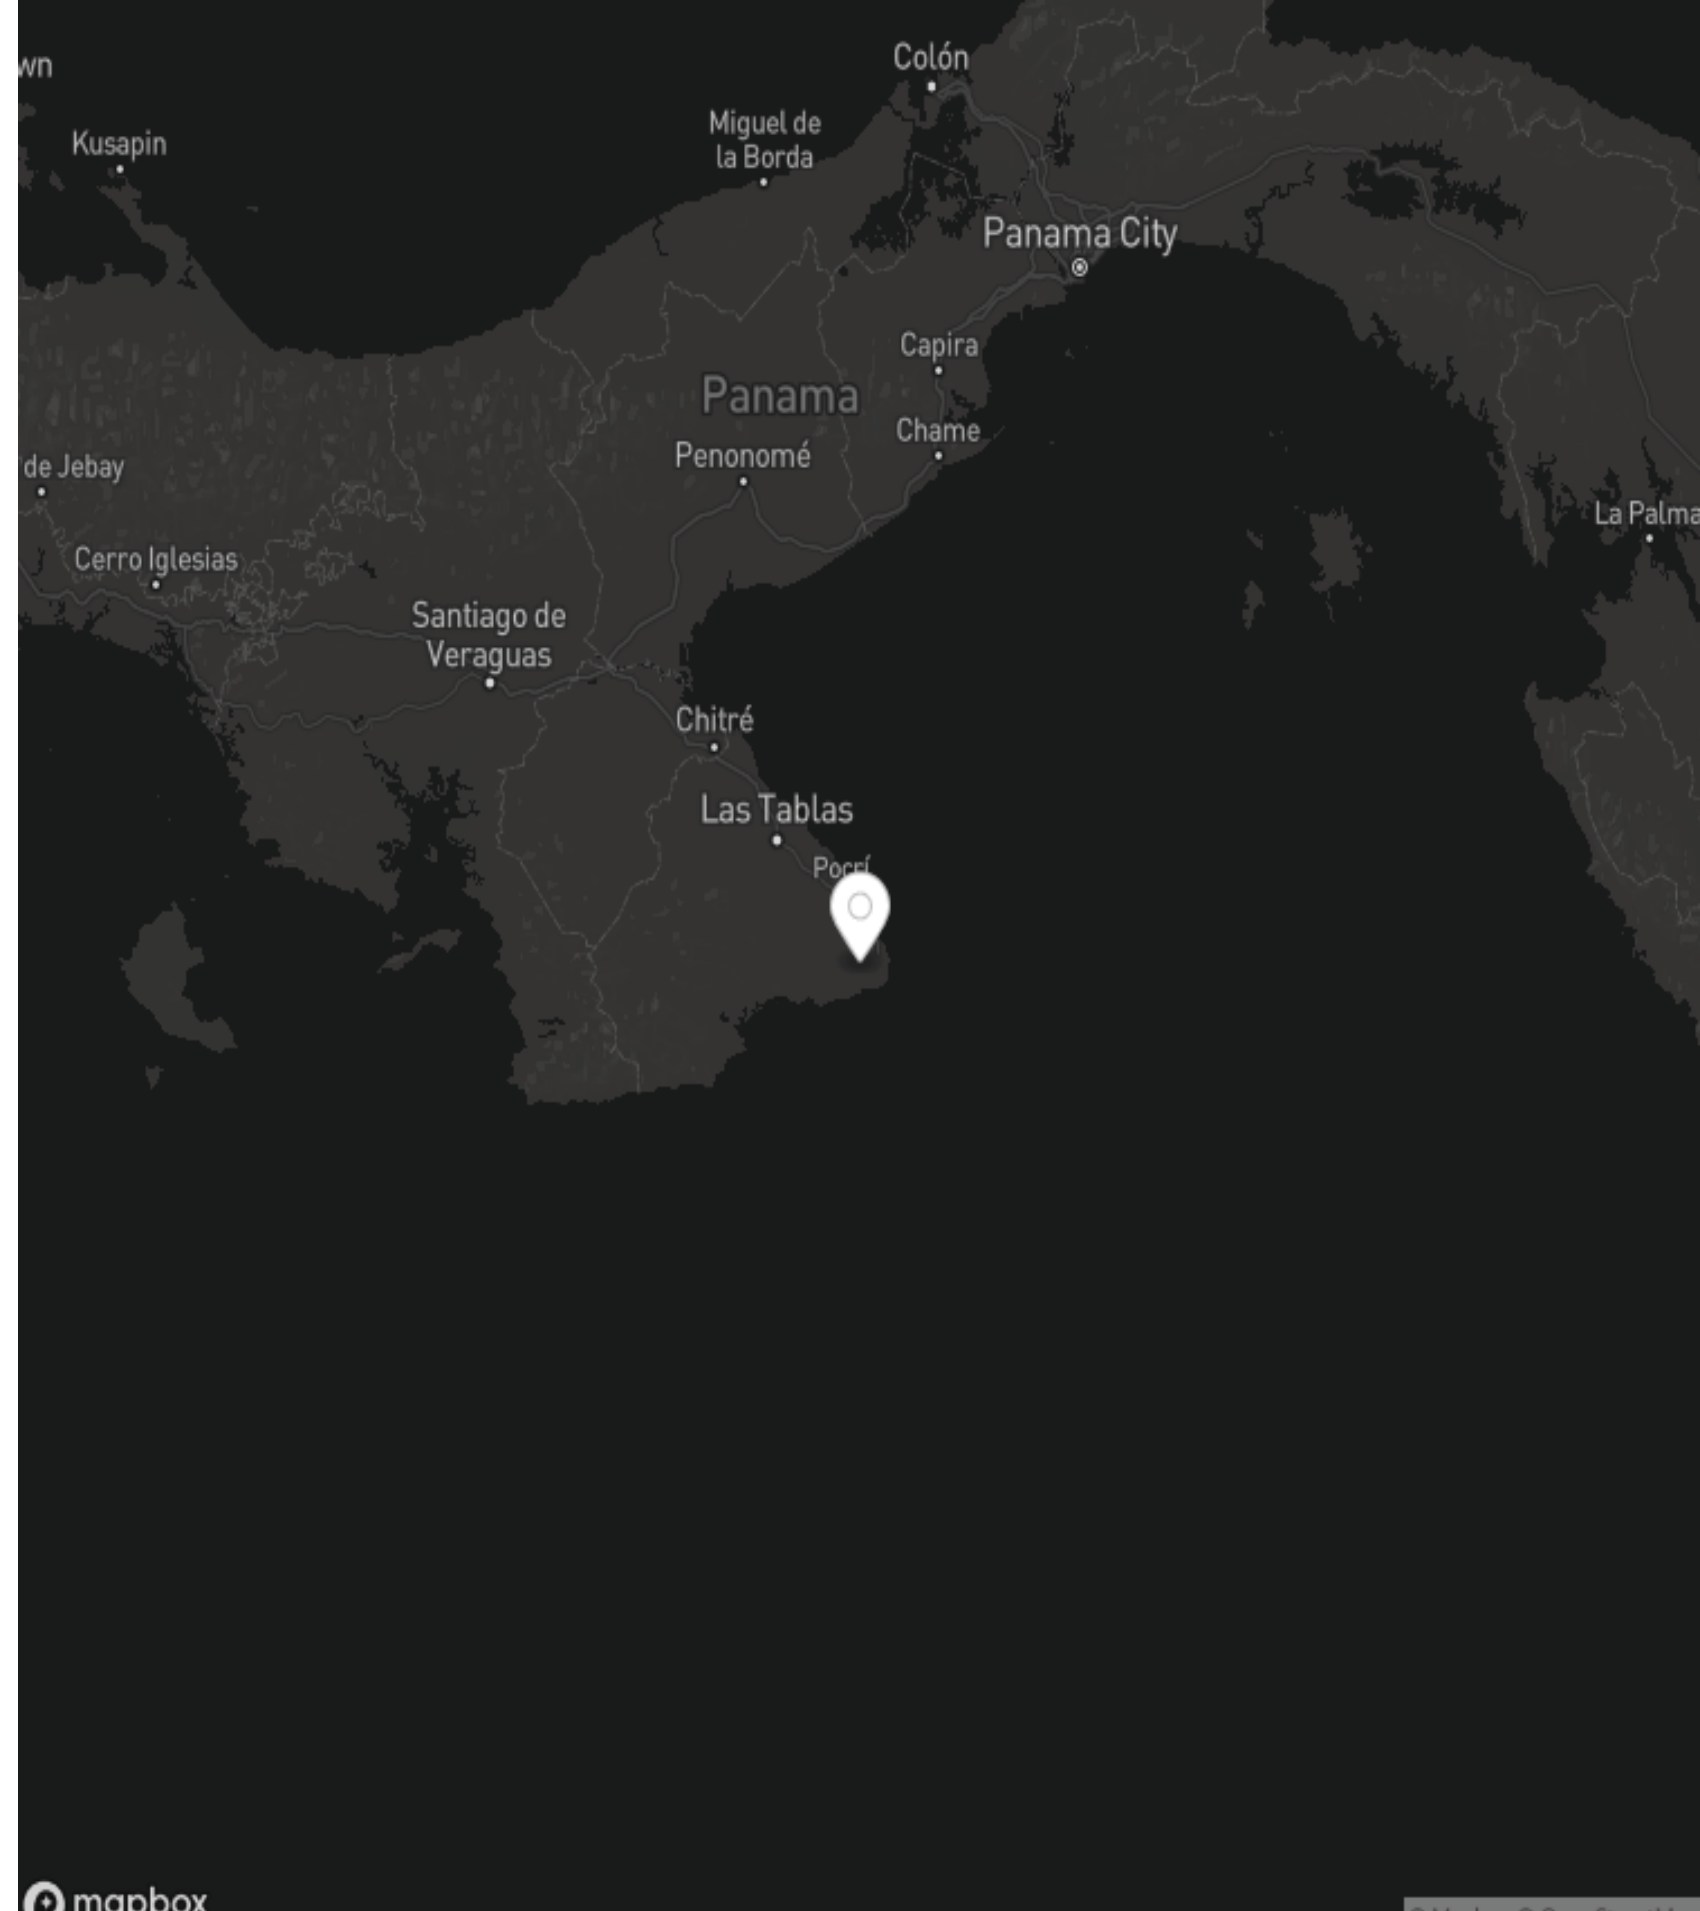 Colón
wn
Miguel de
la Borda
Kusapin
Panama City
Capira
Panama
Chame
Penonomé
de Jebay
La Palma
Cerro Iglesias
Santiago de
Veraguas
Chitré
Las Tablas
Pocrí
mapbox